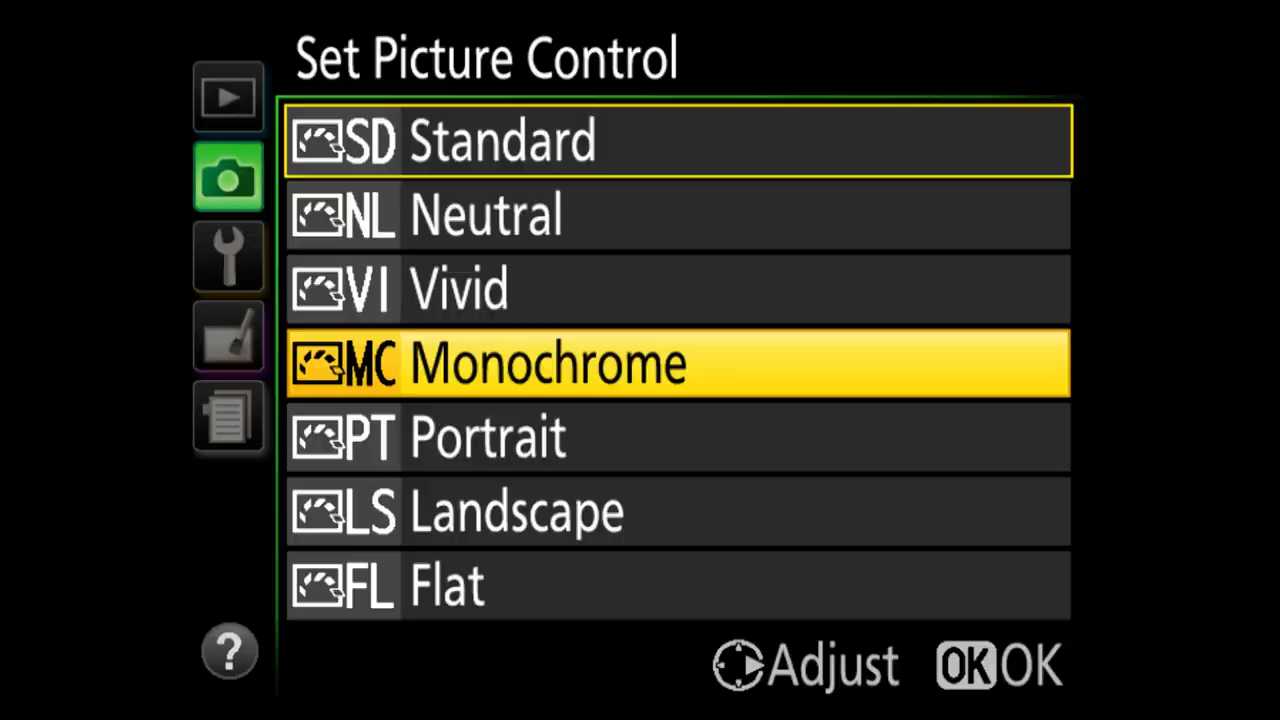 Set Picture Control
SD Standard
NL Neutral
VI Vivid
MC Monochrome
PT Portrait
LS Landscape
FL Flat
? Adjust OK OK